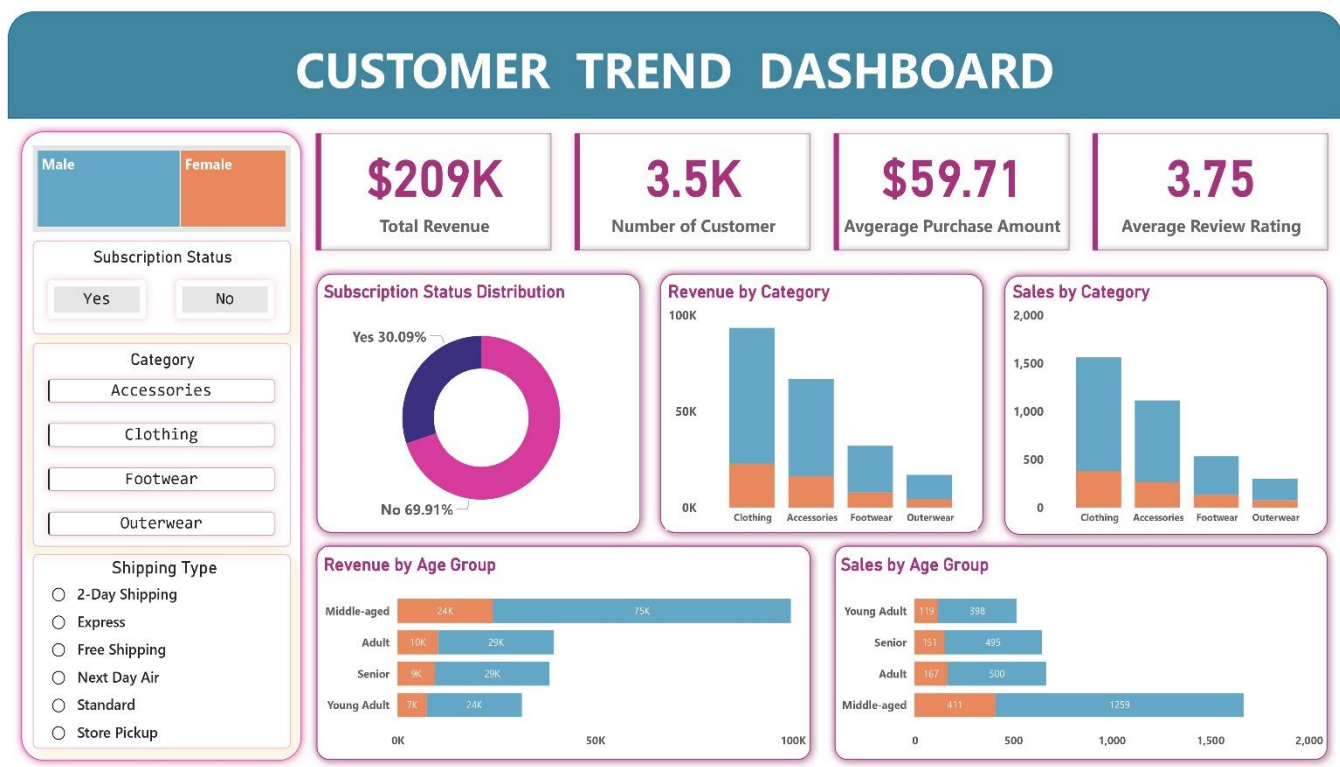 CUSTOMER TREND DASHBOARD
Male
Female
Subscription Status
Yes
No
Category
Accessories
Clothing
Footwear
Outerwear
Shipping Type
2-Day Shipping
Express
Free Shipping
Next Day Air
Standard
Store Pickup
$209K
Total Revenue
3.5K
Number of Customer
$59.71
Avgerage Purchase Amount
3.75
Average Review Rating
Subscription Status Distribution
Yes 30.09%
No 69.91%
Revenue by Category
100K
50K
0K
Clothing Accessories Footwear Outerwear
Sales by Category
2,000
1,500
1,000
500
0
Clothing Accessories Footwear Outerwear
Revenue by Age Group
Middle-aged 24K 75K
Adult 10K 29K
Senior 9K 29K
Young Adult 7K 24K
0K 50K 100K
Sales by Age Group
Young Adult 119 398
Senior 151 495
Adult 167 500
Middle-aged 411 1259
0 500 1,000 1,500 2,000